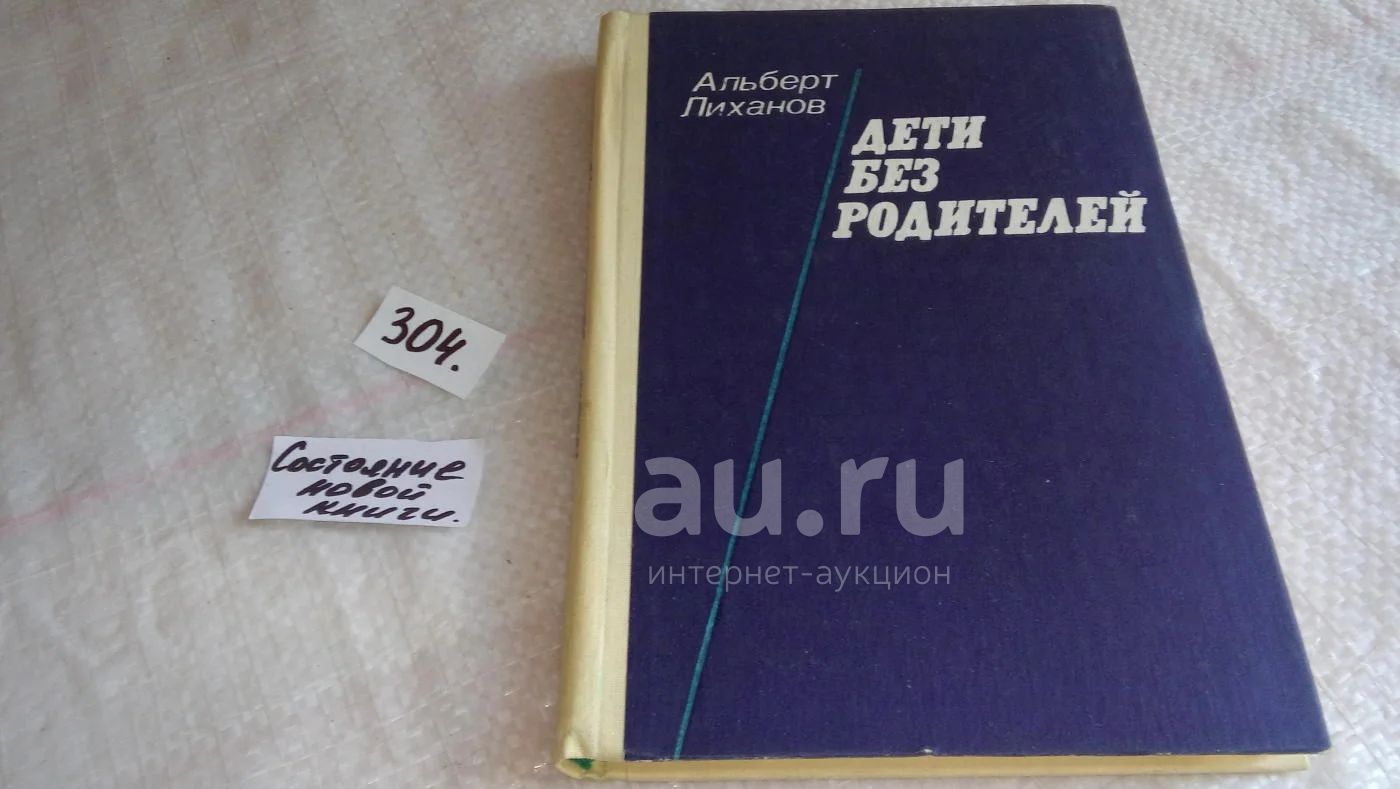 Альберт
Лиханов
ДЕТИ
БЕЗ
РОДИТЕЛЕЙ
304.
Состояние
новой
книги.
au.ru
интернет-аукцион